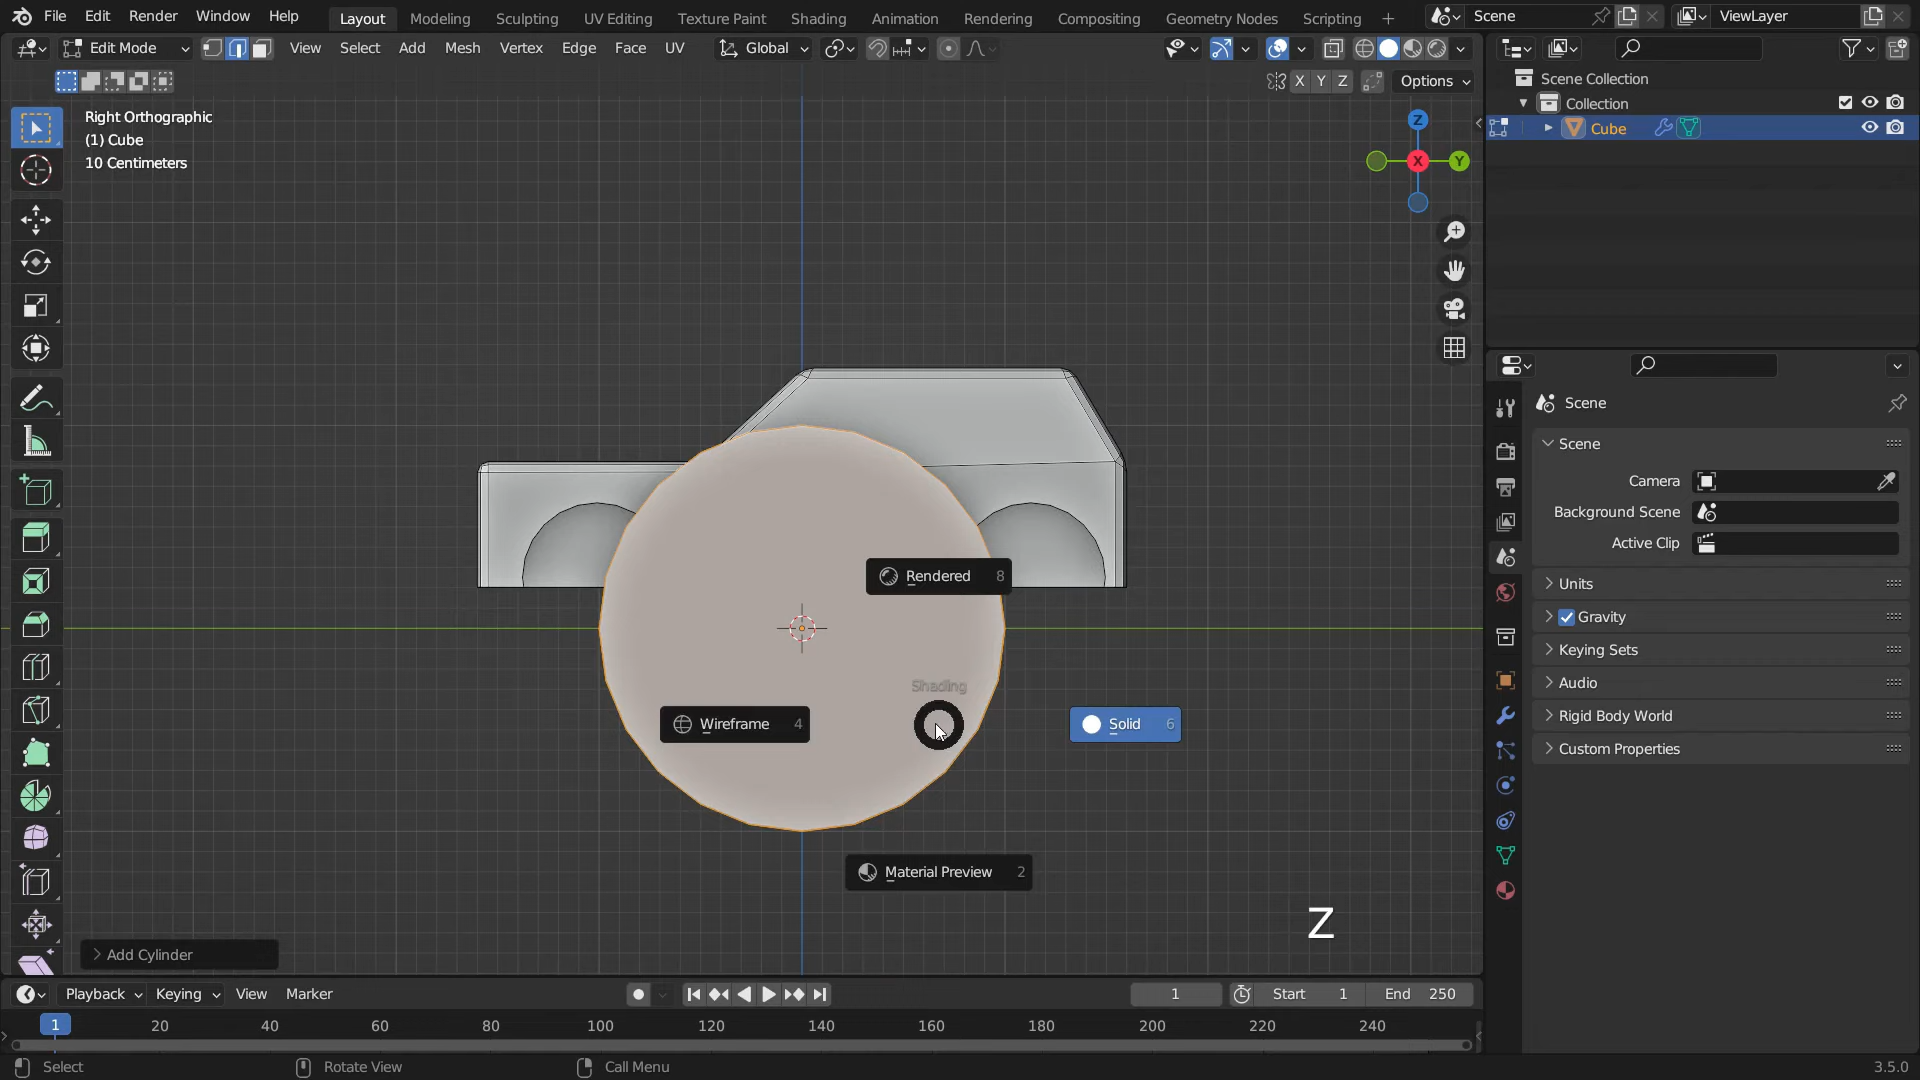 File Edit Render Window Help Layout Modeling Sculpting UV Editing Texture Paint Shading Animation Rendering Compositing Geometry Nodes Scripting + Scene ViewLayer
Edit Mode View Select Add Mesh Vertex Edge Face UV Global
X Y Z Options
Scene Collection
Collection
Cube
Right Orthographic
(1) Cube
10 Centimeters
Z
X
Y
Scene
Scene
Camera
Background Scene
Active Clip
Units
Gravity
Keying Sets
Audio
Rigid Body World
Custom Properties
Rendered 8
Shading
Wireframe 4
Solid 6
Material Preview 2
Z
Add Cylinder
Playback Keying View Marker 1 Start 1 End 250
1 20 40 60 80 100 120 140 160 180 200 220 240
Select Rotate View Call Menu 3.5.0